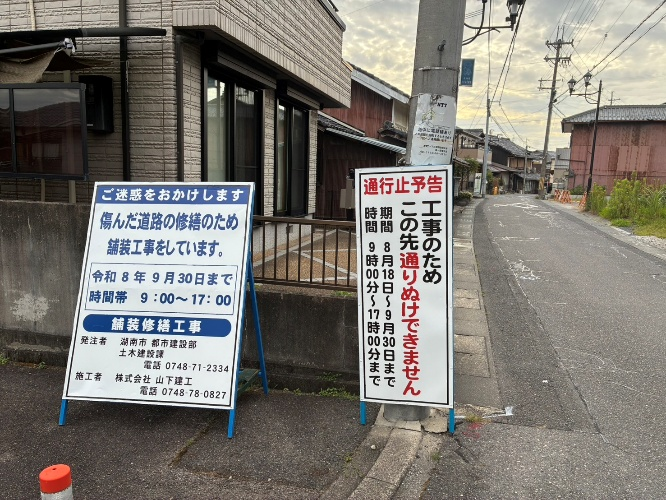 ご迷惑をおかけします
傷んだ道路の修繕のため
舗装工事をしています。
令和 8 年 9 月 30 日まで
時間帯 9:00〜17:00
舗装修繕工事
発注者 湖南市 都市建設部
土木建設課
電話 0748-71-2334
施工者 株式会社 山下建工
電話 0748-78-0827
通行止予告
工事のため
この先通りぬけできません
期間 8月18日〜9月30日まで
時間 9時00分〜17時00分まで
NTT